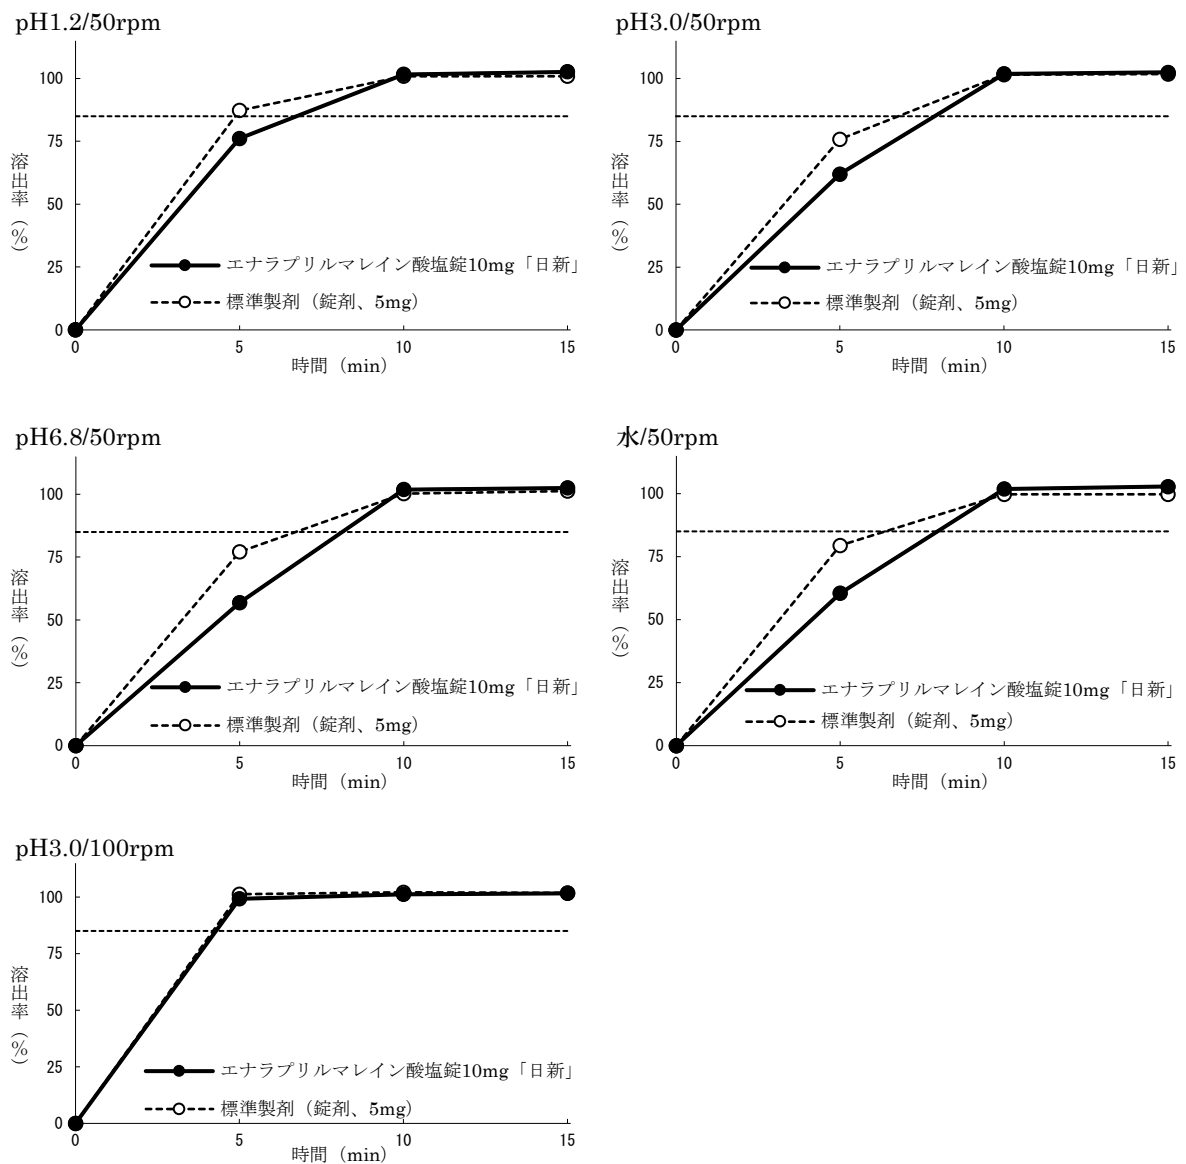 pH1.2/50rpm
100
75
50
25
0
溶出率（%）
エナラプリルマレイン酸塩錠10mg「日新」
標準製剤（錠剤、5mg）
0 5 10 15
時間（min）
pH3.0/50rpm
100
75
50
25
0
溶出率（%）
エナラプリルマレイン酸塩錠10mg「日新」
標準製剤（錠剤、5mg）
0 5 10 15
時間（min）
pH6.8/50rpm
100
75
50
25
0
溶出率（%）
エナラプリルマレイン酸塩錠10mg「日新」
標準製剤（錠剤、5mg）
0 5 10 15
時間（min）
水/50rpm
100
75
50
25
0
溶出率（%）
エナラプリルマレイン酸塩錠10mg「日新」
標準製剤（錠剤、5mg）
0 5 10 15
時間（min）
pH3.0/100rpm
100
75
50
25
0
溶出率（%）
エナラプリルマレイン酸塩錠10mg「日新」
標準製剤（錠剤、5mg）
0 5 10 15
時間（min）